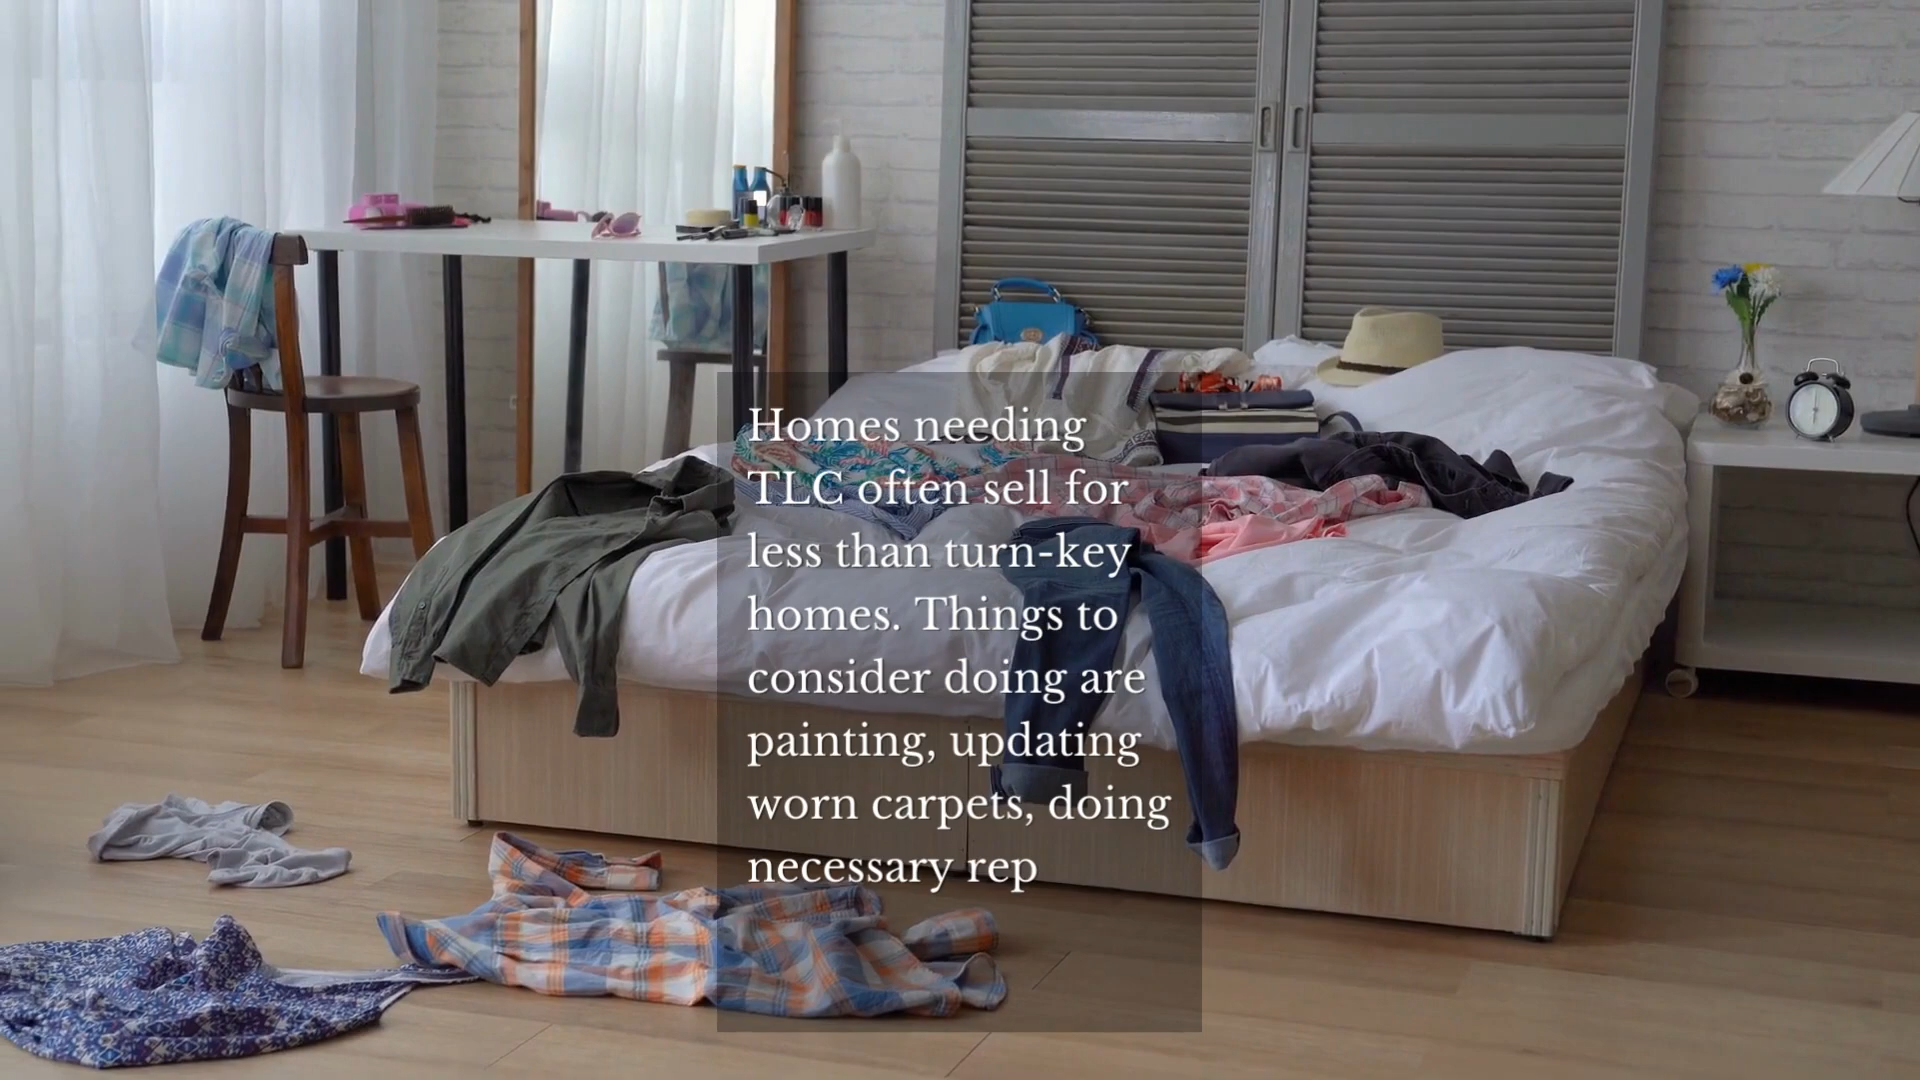 Homes needing
TLC often sell for
less than turn-key
homes. Things to
consider doing are
painting, updating
worn carpets, doing
necessary rep